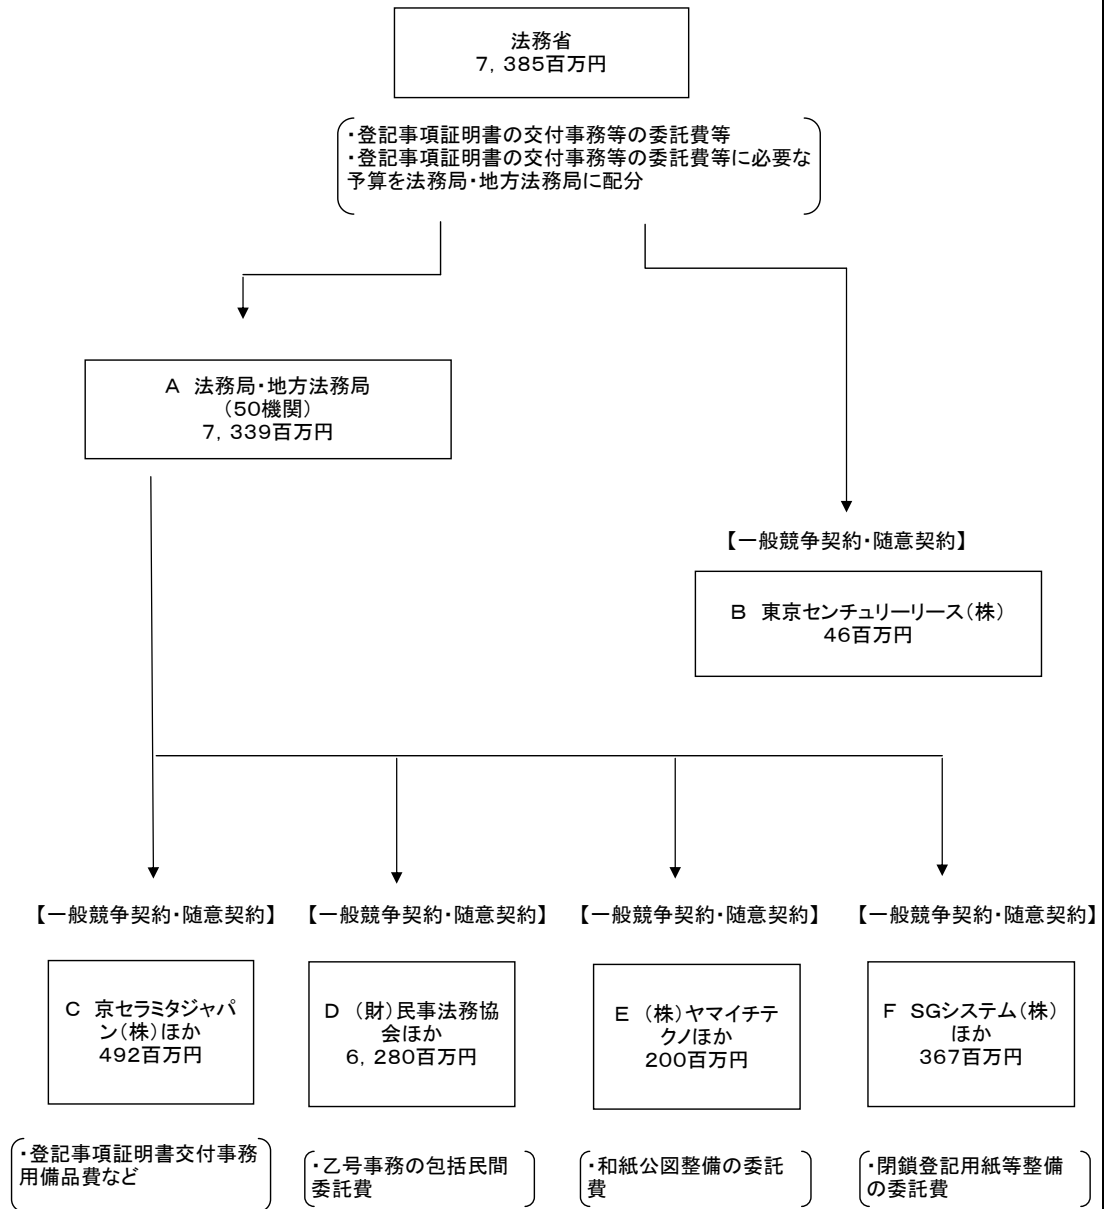 法務省
7，385百万円
・登記事項証明書の交付事務等の委託費等
・登記事項証明書の交付事務等の委託費等に必要な
予算を法務局・地方法務局に配分
A　法務局・地方法務局
（50機関）
7，339百万円
【一般競争契約・随意契約】
B　東京センチュリーリース（株）
46百万円
【一般競争契約・随意契約】
【一般競争契約・随意契約】
【一般競争契約・随意契約】
【一般競争契約・随意契約】
C　京セラミタジャパ
ン（株）ほか
492百万円
D　（財）民事法務協
会ほか
6，280百万円
E　（株）ヤマイチテ
クノほか
200百万円
F　SGシステム（株）
ほか
367百万円
・登記事項証明書交付事務
用備品費など
・乙号事務の包括民間
委託費
・和紙公図整備の委託
費
・閉鎖登記用紙等整備
の委託費